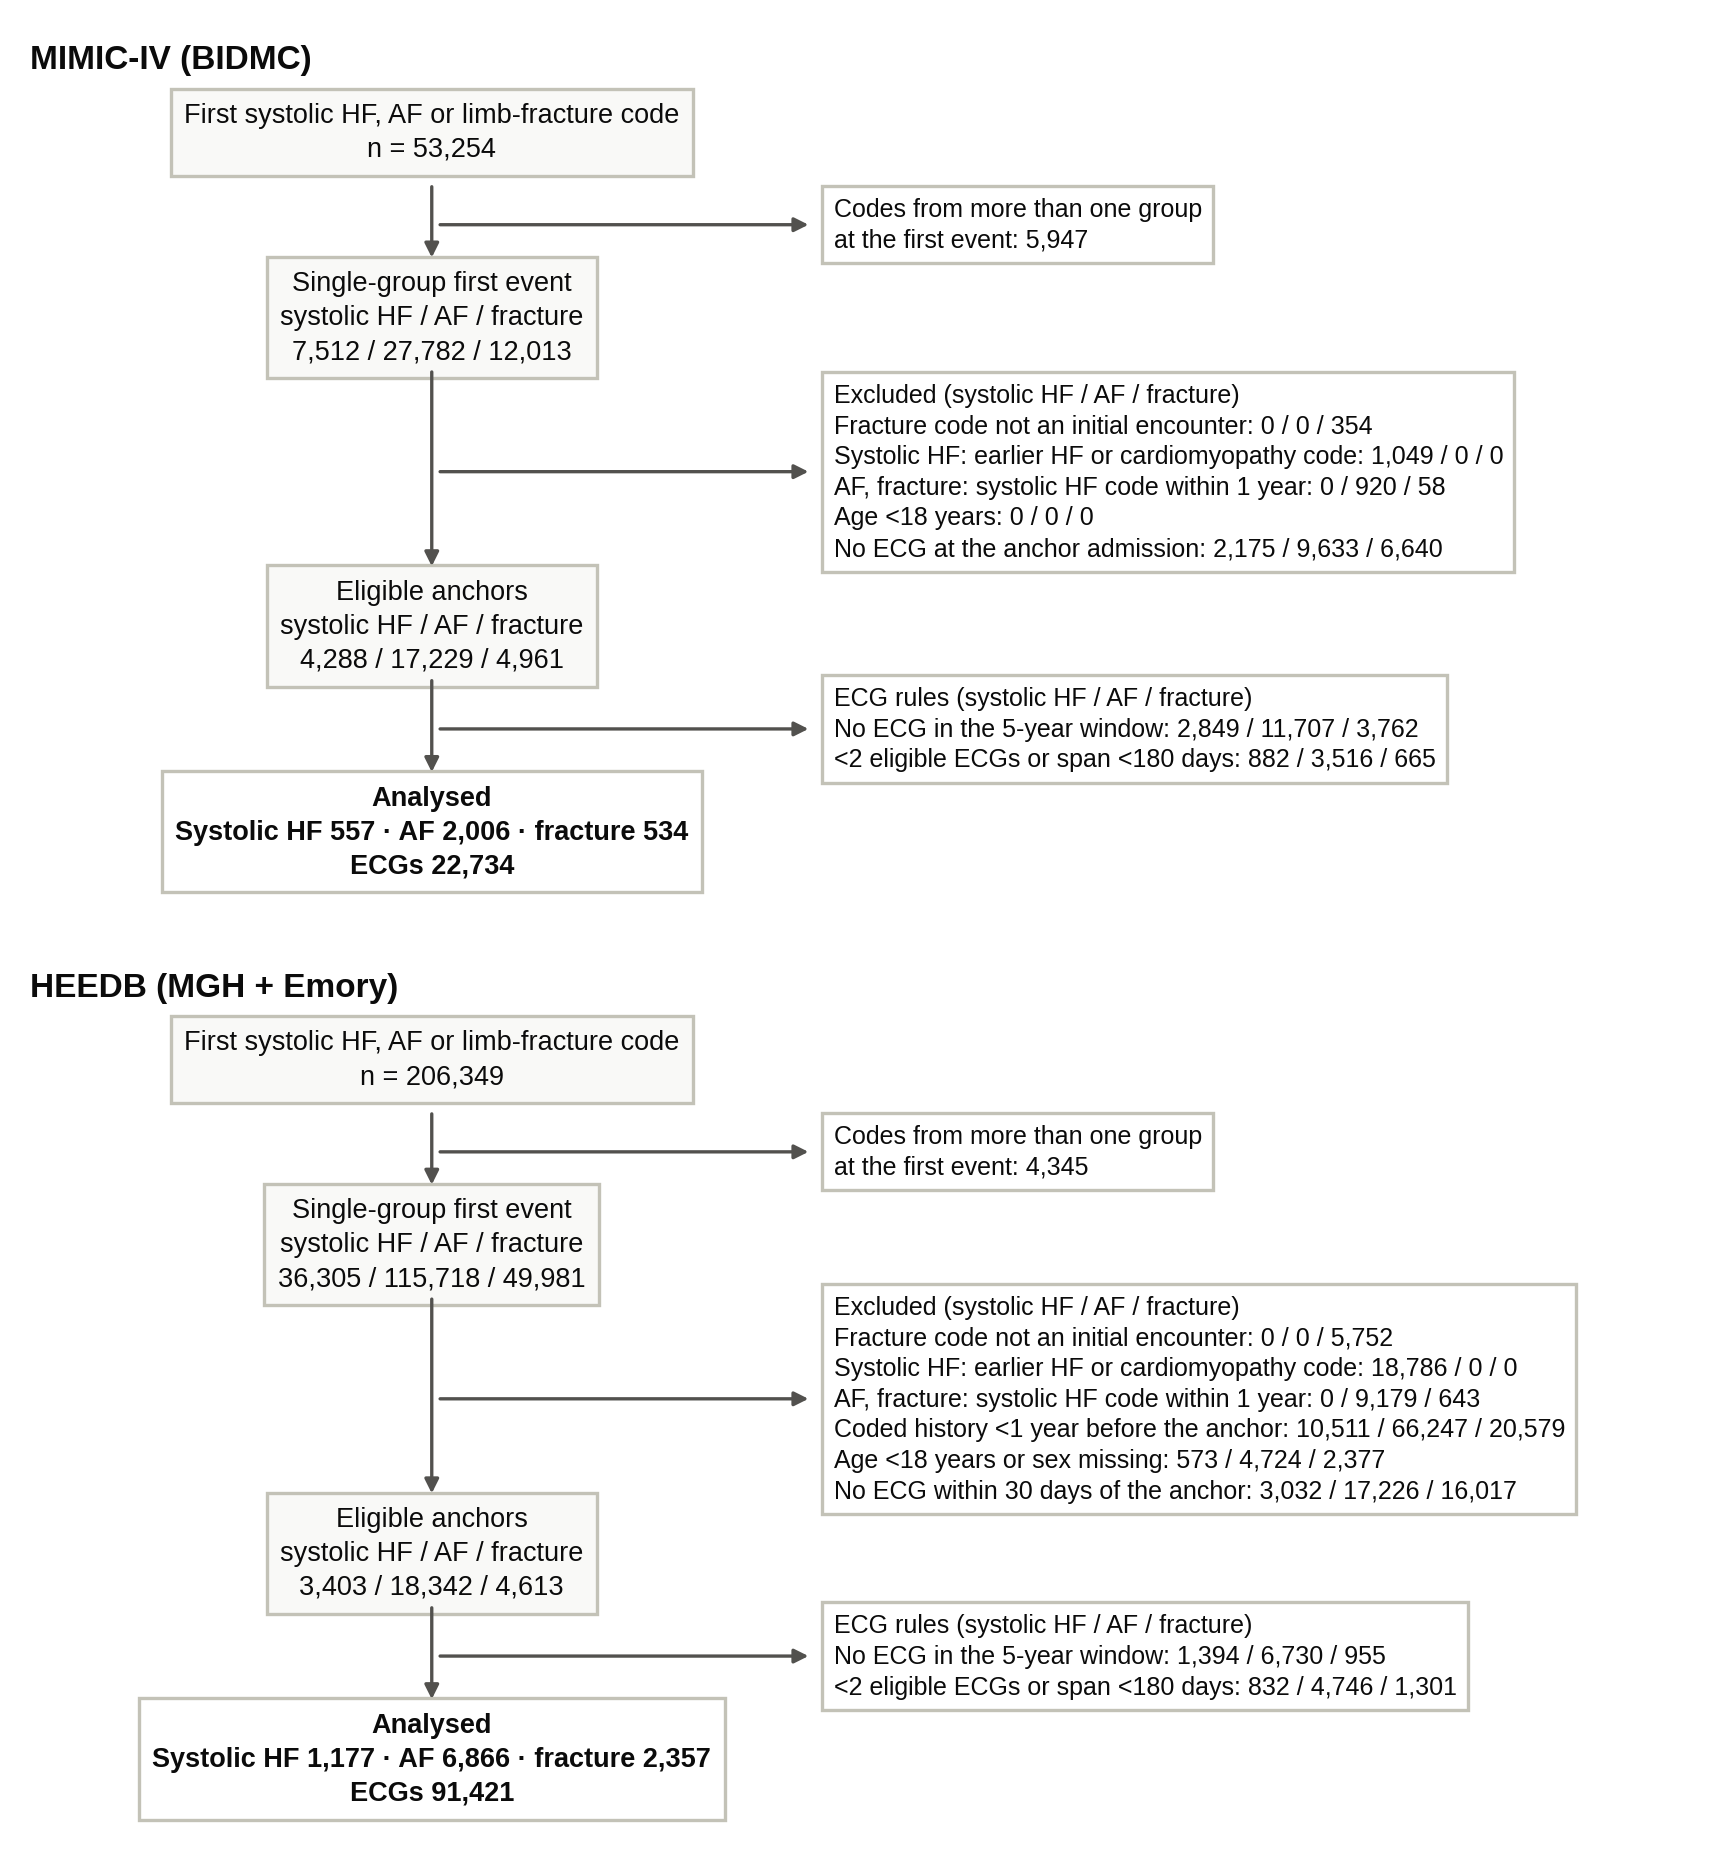 MIMIC-IV (BIDMC)
First systolic HF, AF or limb-fracture code
n = 53,254
Codes from more than one group
at the first event: 5,947
Single-group first event
systolic HF / AF / fracture
7,512 / 27,782 / 12,013
Excluded (systolic HF / AF / fracture)
Fracture code not an initial encounter: 0 / 0 / 354
Systolic HF: earlier HF or cardiomyopathy code: 1,049 / 0 / 0
AF, fracture: systolic HF code within 1 year: 0 / 920 / 58
Age <18 years: 0 / 0 / 0
No ECG at the anchor admission: 2,175 / 9,633 / 6,640
Eligible anchors
systolic HF / AF / fracture
4,288 / 17,229 / 4,961
ECG rules (systolic HF / AF / fracture)
No ECG in the 5-year window: 2,849 / 11,707 / 3,762
<2 eligible ECGs or span <180 days: 882 / 3,516 / 665
Analysed
Systolic HF 557 · AF 2,006 · fracture 534
ECGs 22,734
HEEDB (MGH + Emory)
First systolic HF, AF or limb-fracture code
n = 206,349
Codes from more than one group
at the first event: 4,345
Single-group first event
systolic HF / AF / fracture
36,305 / 115,718 / 49,981
Excluded (systolic HF / AF / fracture)
Fracture code not an initial encounter: 0 / 0 / 5,752
Systolic HF: earlier HF or cardiomyopathy code: 18,786 / 0 / 0
AF, fracture: systolic HF code within 1 year: 0 / 9,179 / 643
Coded history <1 year before the anchor: 10,511 / 66,247 / 20,579
Age <18 years or sex missing: 573 / 4,724 / 2,377
No ECG within 30 days of the anchor: 3,032 / 17,226 / 16,017
Eligible anchors
systolic HF / AF / fracture
3,403 / 18,342 / 4,613
ECG rules (systolic HF / AF / fracture)
No ECG in the 5-year window: 1,394 / 6,730 / 955
<2 eligible ECGs or span <180 days: 832 / 4,746 / 1,301
Analysed
Systolic HF 1,177 · AF 6,866 · fracture 2,357
ECGs 91,421